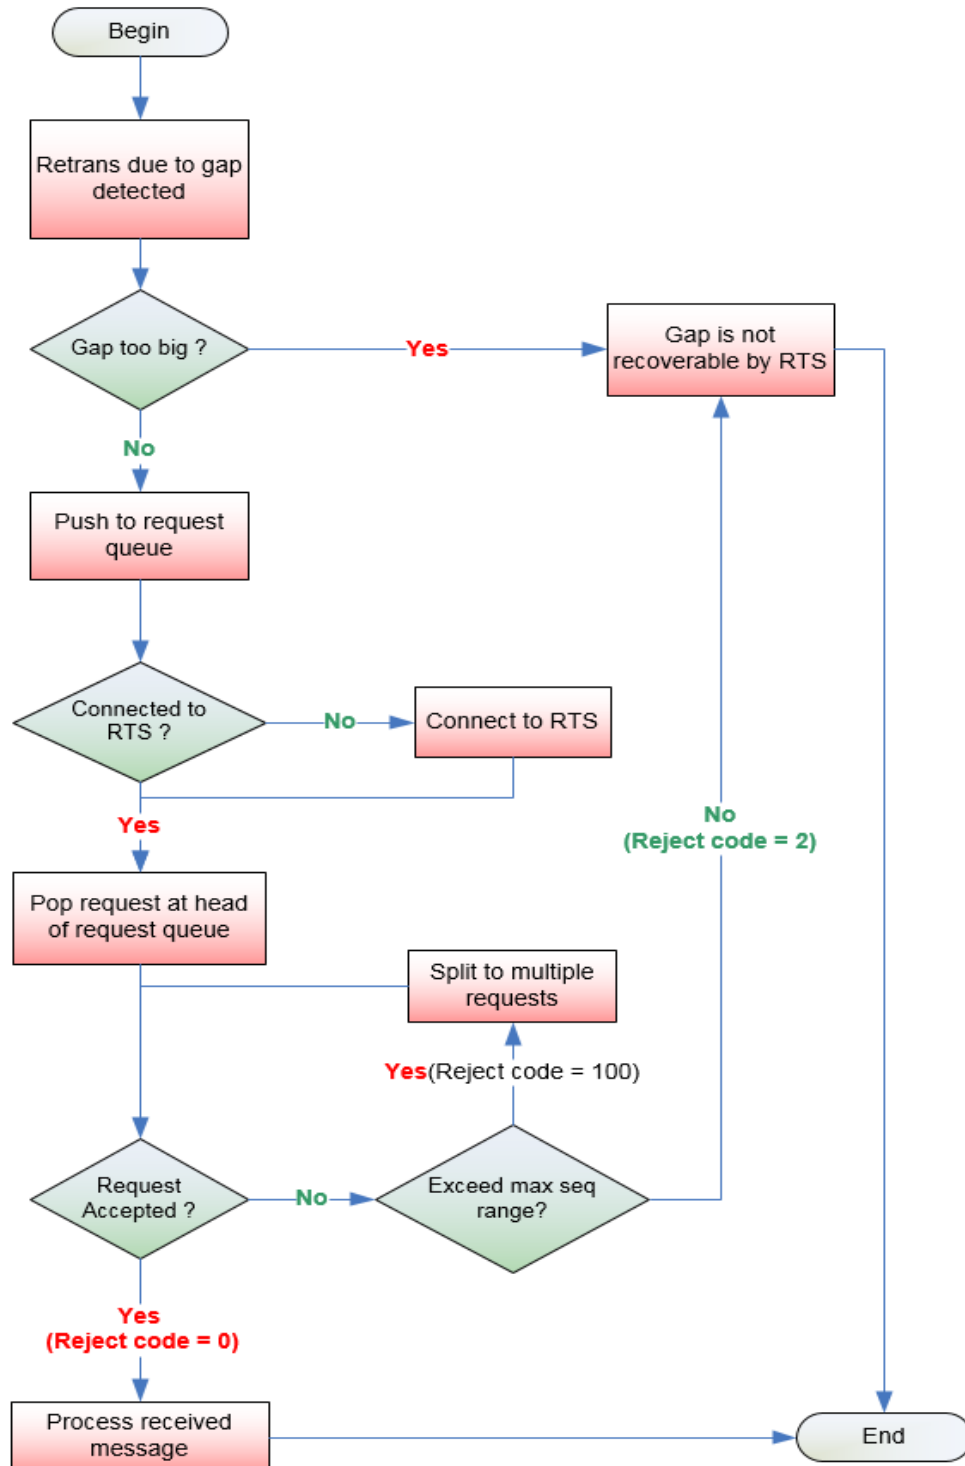 Begin
Retrans due to gap
detected
Gap too big ?
Yes
Gap is not
recoverable by RTS
No
Push to request
queue
Connected to
RTS ?
No
Connect to RTS
Yes
No
(Reject code = 2)
Pop request at head
of request queue
Split to multiple
requests
Yes(Reject code = 100)
Request
Accepted ?
No
Exceed max seq
range?
Yes
(Reject code = 0)
Process received
message
End